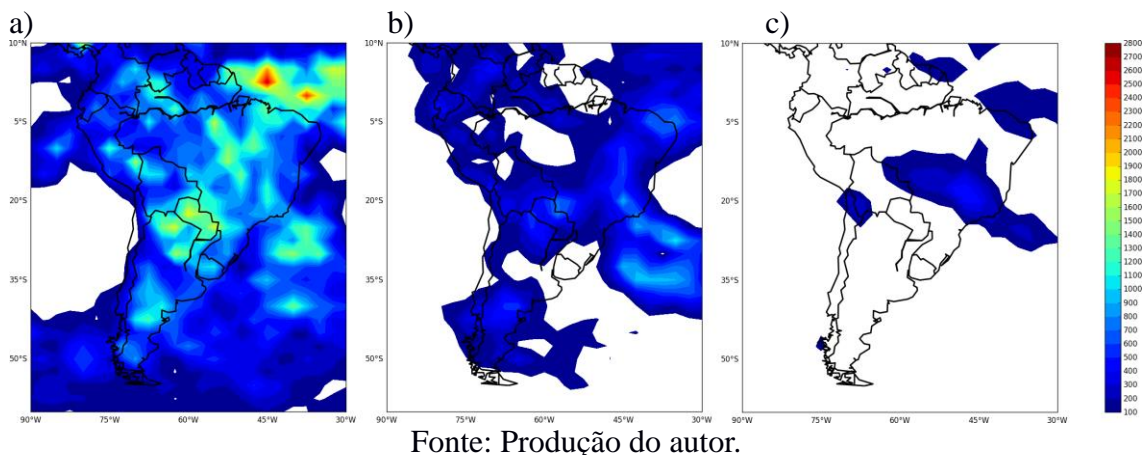 a)
b)
c)
10°N
5°S
20°S
35°S
50°S
90°W
75°W
60°W
45°W
30°W
10°N
5°S
20°S
35°S
50°S
90°W
75°W
60°W
45°W
30°W
10°N
5°S
20°S
35°S
50°S
90°W
75°W
60°W
45°W
30°W
2800
2700
2600
2500
2400
2300
2200
2100
2000
1900
1800
1700
1600
1500
1400
1300
1200
1100
1000
900
800
700
600
500
400
300
200
100
Fonte: Produção do autor.